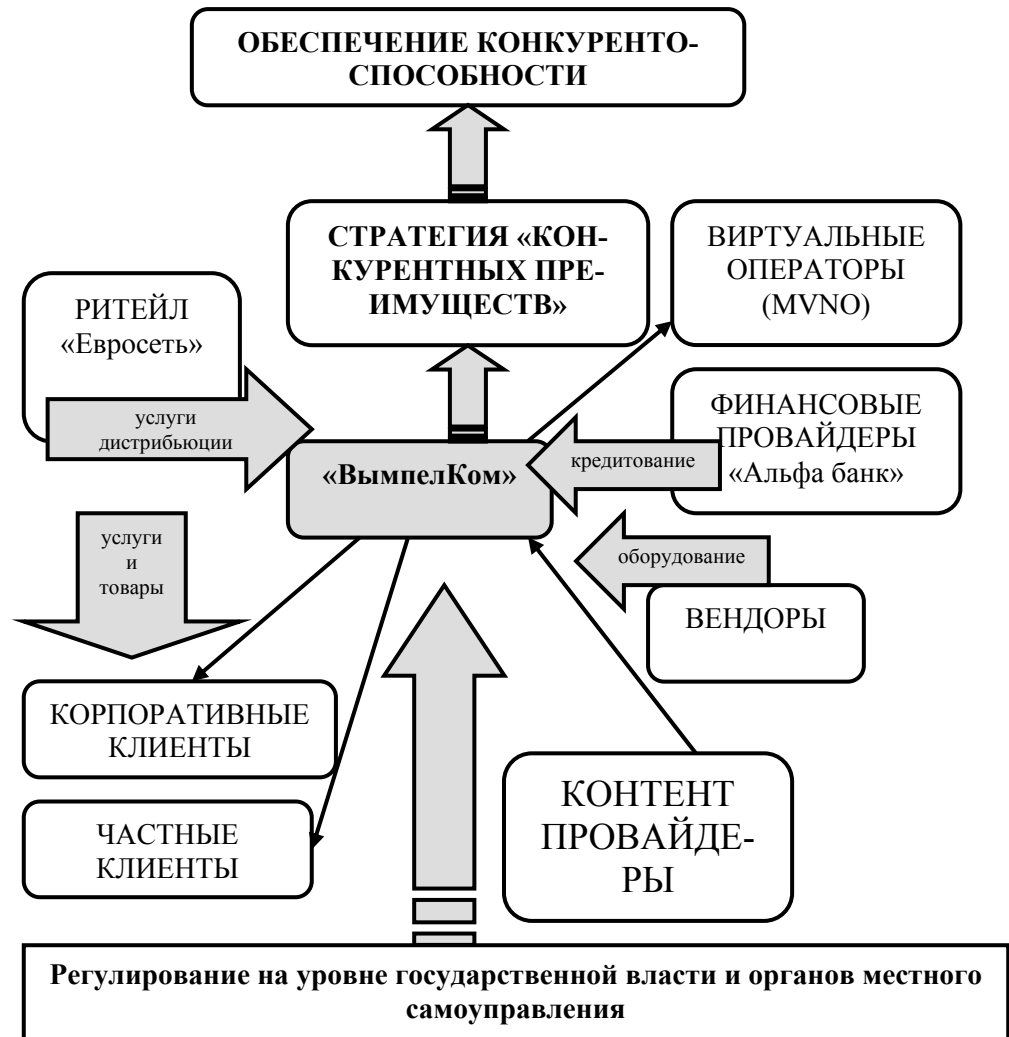 ОБЕСПЕЧЕНИЕ КОНКУРЕНТО-
СПОСОБНОСТИ
СТРАТЕГИЯ «КОН-
КУРЕНТНЫХ ПРЕ-
ИМУЩЕСТВ»
ВИРТУАЛЬНЫЕ
ОПЕРАТОРЫ
(MVNO)
РИТЕЙЛ
«Евросеть»
услуги
дистрибьюции
«ВымпелКом»
кредитование
ФИНАНСОВЫЕ
ПРОВАЙДЕРЫ
«Альфа банк»
услуги
и
товары
оборудование
ВЕНДОРЫ
КОРПОРАТИВНЫЕ
КЛИЕНТЫ
ЧАСТНЫЕ
КЛИЕНТЫ
КОНТЕНТ
ПРОВАЙДЕ-
РЫ
Регулирование на уровне государственной власти и органов местного
самоуправления